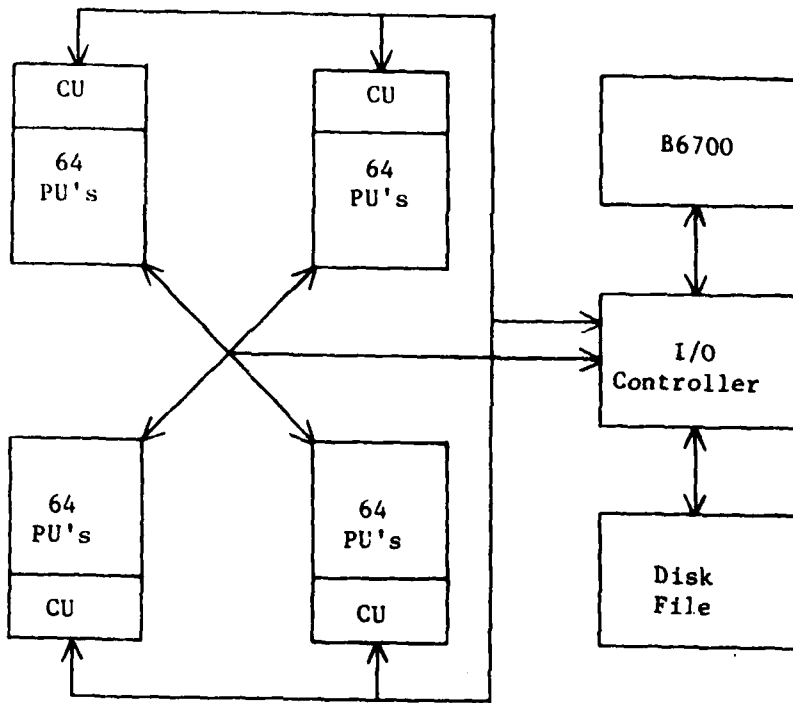 CU
64
PU's
CU
64
PU's
B6700
I/O
Controller
64
PU's
CU
64
PU's
CU
Disk
File